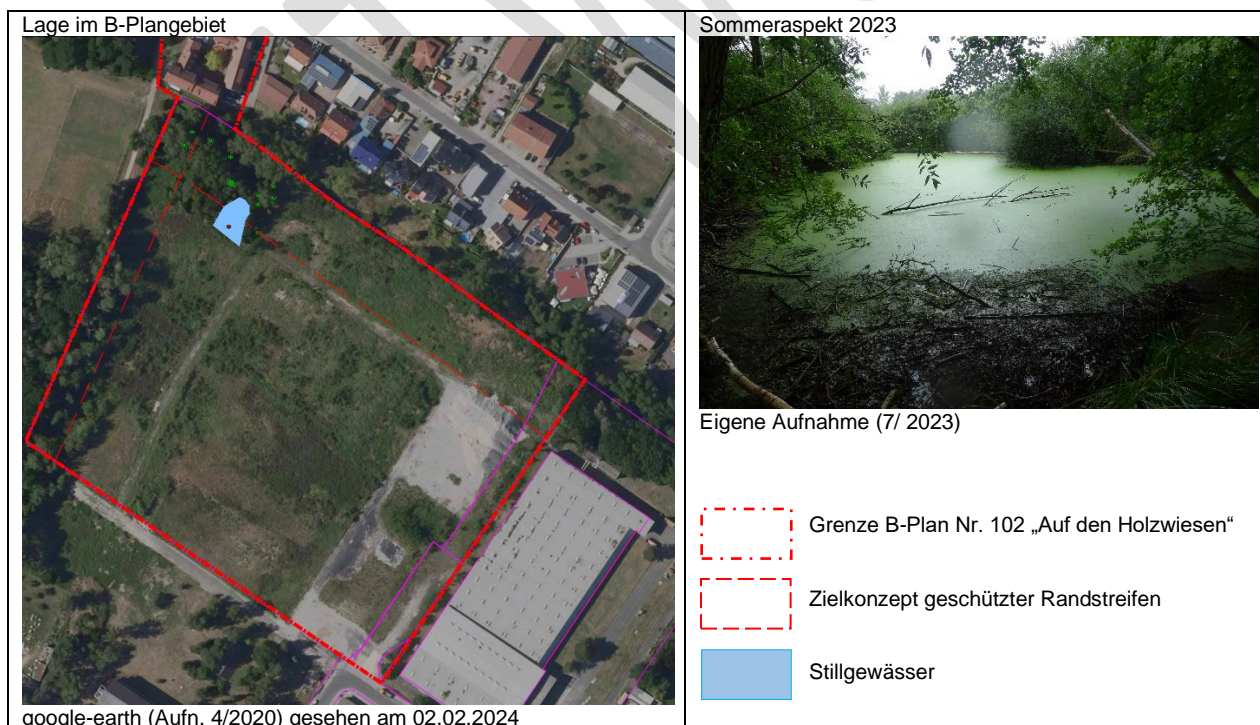 Lage im B-Plangebiet
google-earth (Aufn. 4/2020) gesehen am 02.02.2024
Sommeraspekt 2023
Eigene Aufnahme (7/ 2023)
Grenze B-Plan Nr. 102 „Auf den Holzwiesen“
Zielkonzept geschützter Randstreifen
Stillgewässer